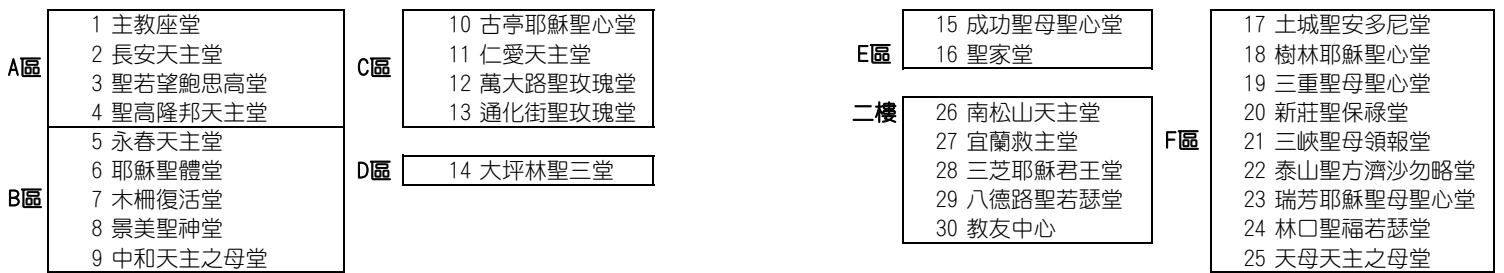 A區
1 主教座堂
2 長安天主堂
3 聖若望鮑思高堂
4 聖高隆邦天主堂
B區
5 永春天主堂
6 耶穌聖體堂
7 木柵復活堂
8 景美聖神堂
9 中和天主之母堂
C區
10 古亭耶穌聖心堂
11 仁愛天主堂
12 萬大路聖玫瑰堂
13 通化街聖玫瑰堂
D區
14 大坪林聖三堂
E區
15 成功聖母聖心堂
16 聖家堂
二樓
26 南松山天主堂
27 宜蘭救主堂
28 三芝耶穌君王堂
29 八德路聖若瑟堂
30 教友中心
F區
17 土城聖安多尼堂
18 樹林耶穌聖心堂
19 三重聖母聖心堂
20 新莊聖保祿堂
21 三峽聖母領報堂
22 泰山聖方濟沙勿略堂
23 瑞芳耶穌聖母聖心堂
24 林口聖福若瑟堂
25 天母天主之母堂